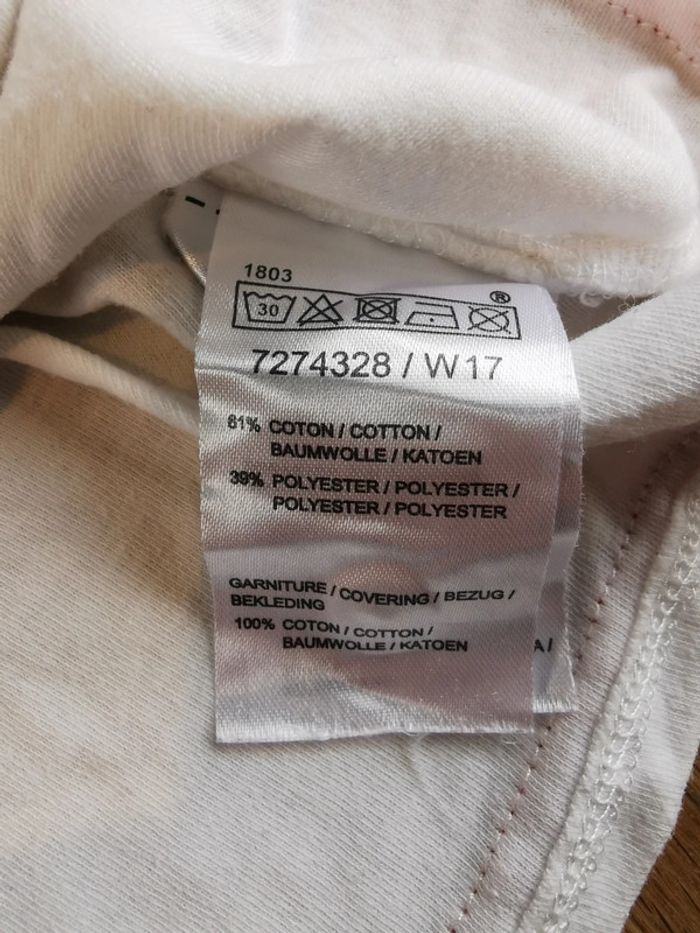 1803
30 ®
7274328 / W17
61% COTON / COTTON /
BAUMWOLLE / KATOEN
39% POLYESTER / POLYESTER /
POLYESTER / POLYESTER
GARNITURE / COVERING / BEZUG /
BEKLEDING
100% COTON / COTTON /
BAUMWOLLE / KATOEN